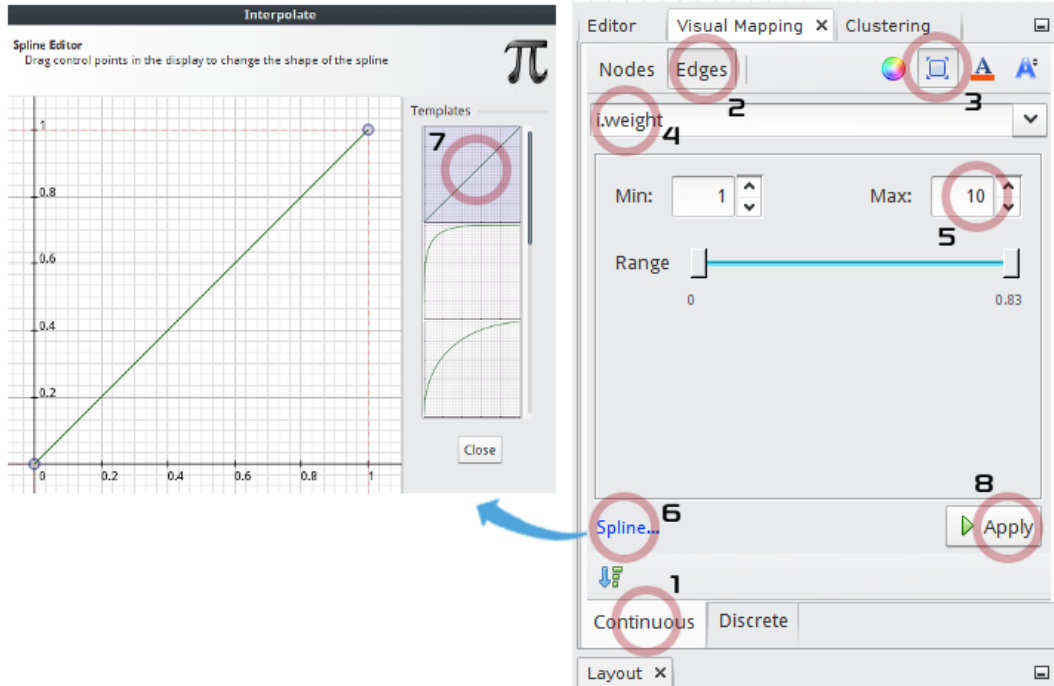 Interpolate
Spline Editor
Drag control points in the display to change the shape of the spline
π
1
0.8
0.6
0.4
0.2
0 0.2 0.4 0.6 0.8 1
Templates
7
Close
Editor Visual Mapping × Clustering
Nodes Edges A A
2 3
i.weight
4
Min: 1 Max: 10
5
Range
0 0.83
8
Spline... 6 Apply
1
Continuous Discrete
Layout ×